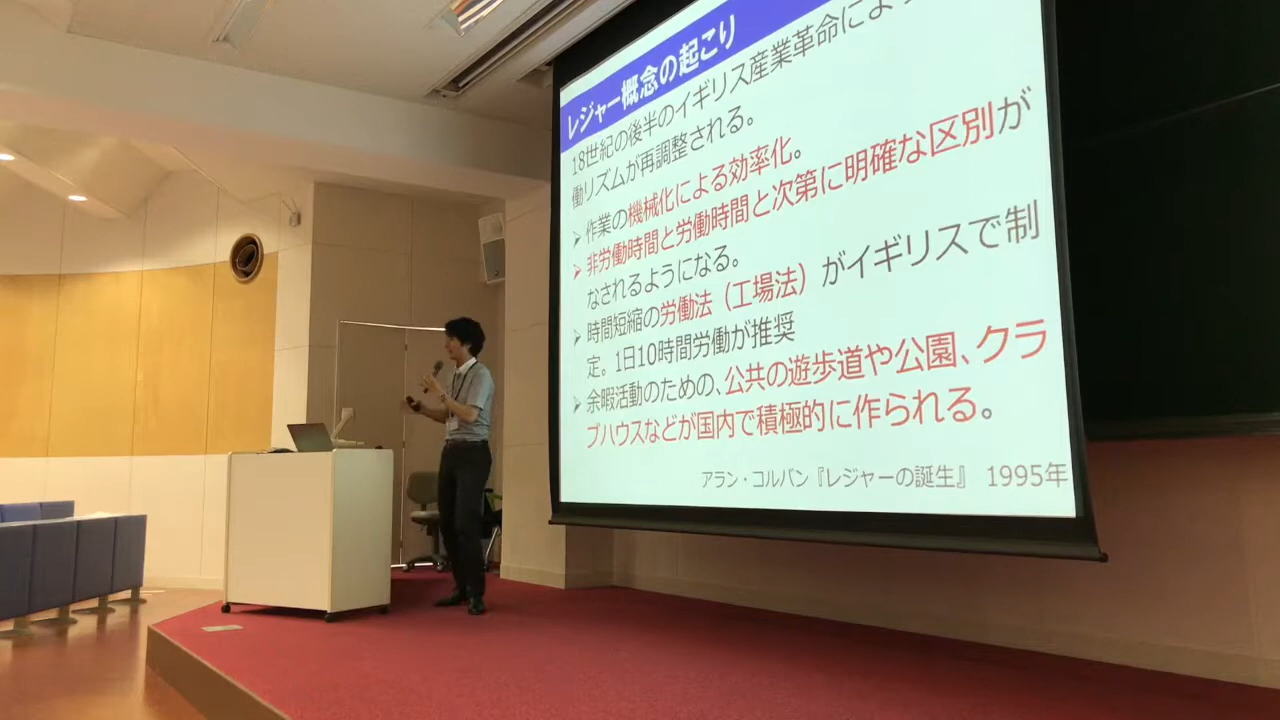 レジャー概念の起こり
18世紀の後半のイギリス産業革命によ
働リズムが再調整される。
➢ 作業の機械化による効率化。
➢ 非労働時間と労働時間と次第に明確な区別が
なされるようになる。
➢ 時間短縮の労働法（工場法）がイギリスで制
定。1日10時間労働が推奨
➢ 余暇活動のための、公共の遊歩道や公園、クラ
ブハウスなどが国内で積極的に作られる。
アラン・コルバン『レジャーの誕生』 1995年